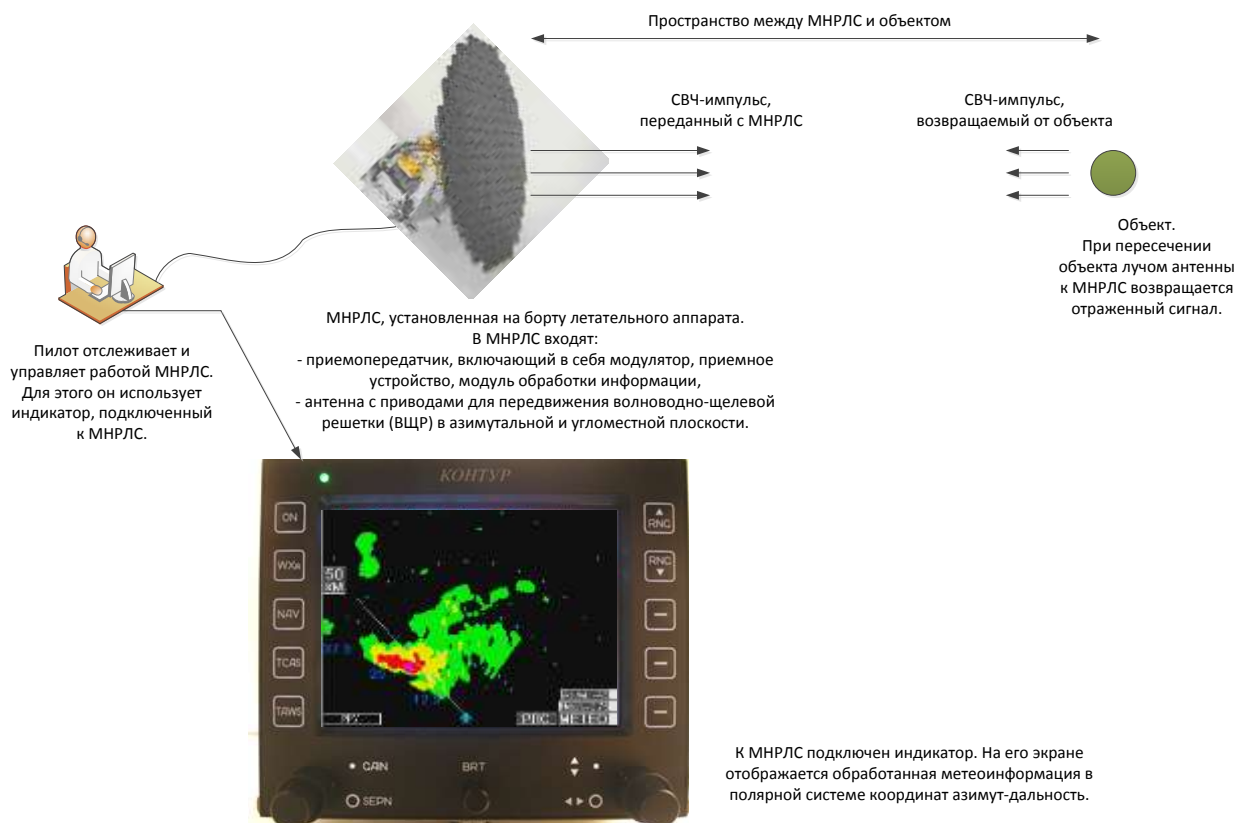 Пространство между МНРЛС и объектом
СВЧ-импульс,
переданный с МНРЛС
СВЧ-импульс,
возвращаемый от объекта
Объект.
При пересечении
объекта лучом антенны
к МНРЛС возвращается
отраженный сигнал.
Пилот отслеживает и
управляет работой МНРЛС.
Для этого он использует
индикатор, подключенный
к МНРЛС.
МНРЛС, установленная на борту летательного аппарата.
В МНРЛС входят:
- приемопередатчик, включающий в себя модулятор, приемное
устройство, модуль обработки информации,
- антенна с приводами для передвижения волноводно-щелевой
решетки (ВЩР) в азимутальной и угломестной плоскости.
КОНТУР
ON
WXR
NAV
TCAS
TAWS
RNG
RNG
50
КМ
METEO
GAIN
BRT
SEPN
К МНРЛС подключен индикатор. На его экране
отображается обработанная метеоинформация в
полярной системе координат азимут-дальность.